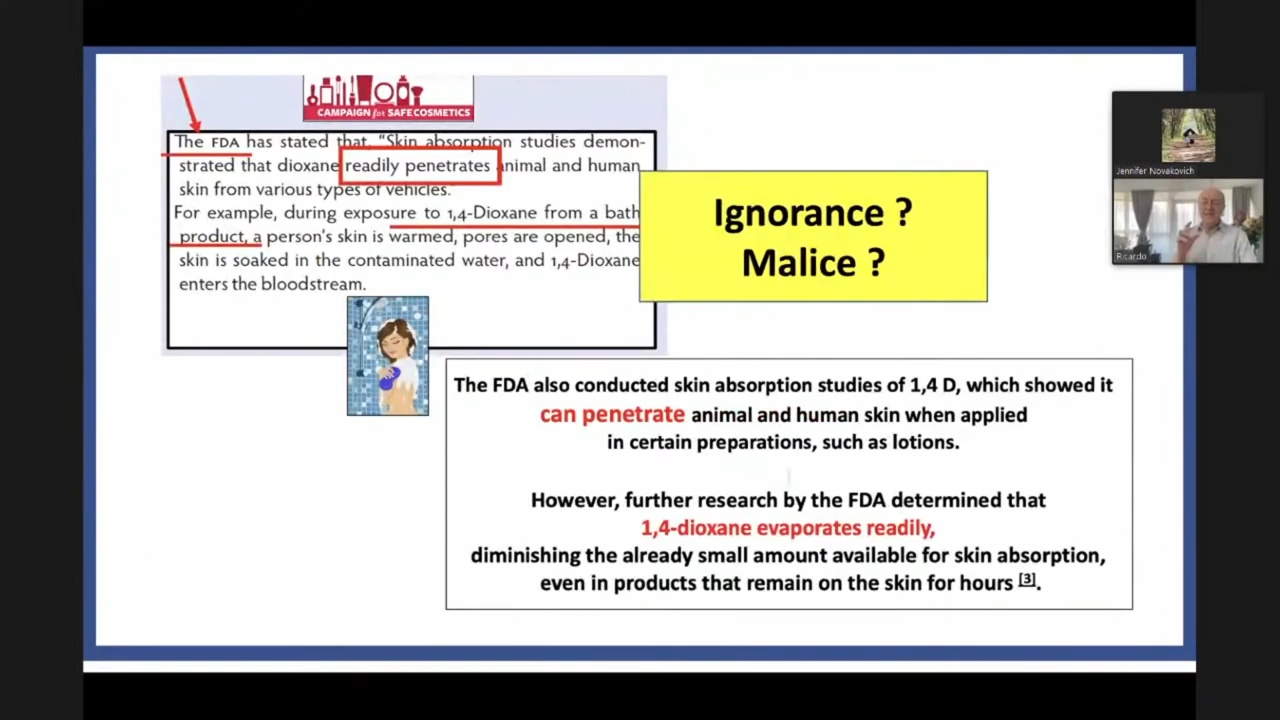 CAMPAIGN for SAFE COSMETICS
The FDA has stated that, “Skin absorption studies demon-
strated that dioxane readily penetrates animal and human
skin from various types of vehicles.”
For example, during exposure to 1,4-Dioxane from a bath
product, a person's skin is warmed, pores are opened, the
skin is soaked in the contaminated water, and 1,4-Dioxane
enters the bloodstream.
Ignorance ?
Malice ?
Jennifer Novakovich
Ricardo
The FDA also conducted skin absorption studies of 1,4 D, which showed it
can penetrate animal and human skin when applied
in certain preparations, such as lotions.
However, further research by the FDA determined that
1,4-dioxane evaporates readily,
diminishing the already small amount available for skin absorption,
even in products that remain on the skin for hours [3].